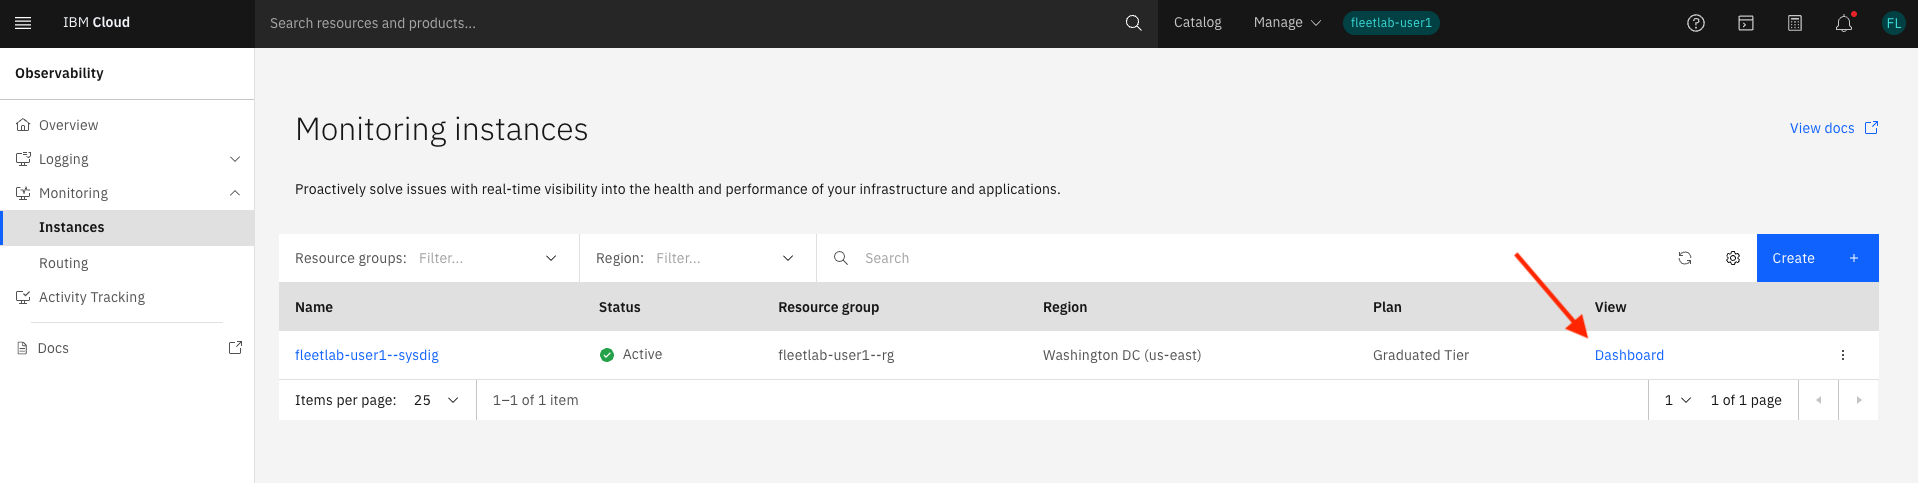 IBM Cloud
Search resources and products...
Catalog
Manage
fleetlab-user1
FL
Observability
Overview
Logging
Monitoring
Instances
Routing
Activity Tracking
Docs
Monitoring instances
View docs
Proactively solve issues with real-time visibility into the health and performance of your infrastructure and applications.
Resource groups: Filter...
Region: Filter...
Search
Create +
Name Status Resource group Region Plan View
fleetlab-user1--sysdig Active fleetlab-user1--rg Washington DC (us-east) Graduated Tier Dashboard
Items per page: 25 1–1 of 1 item 1 1 of 1 page